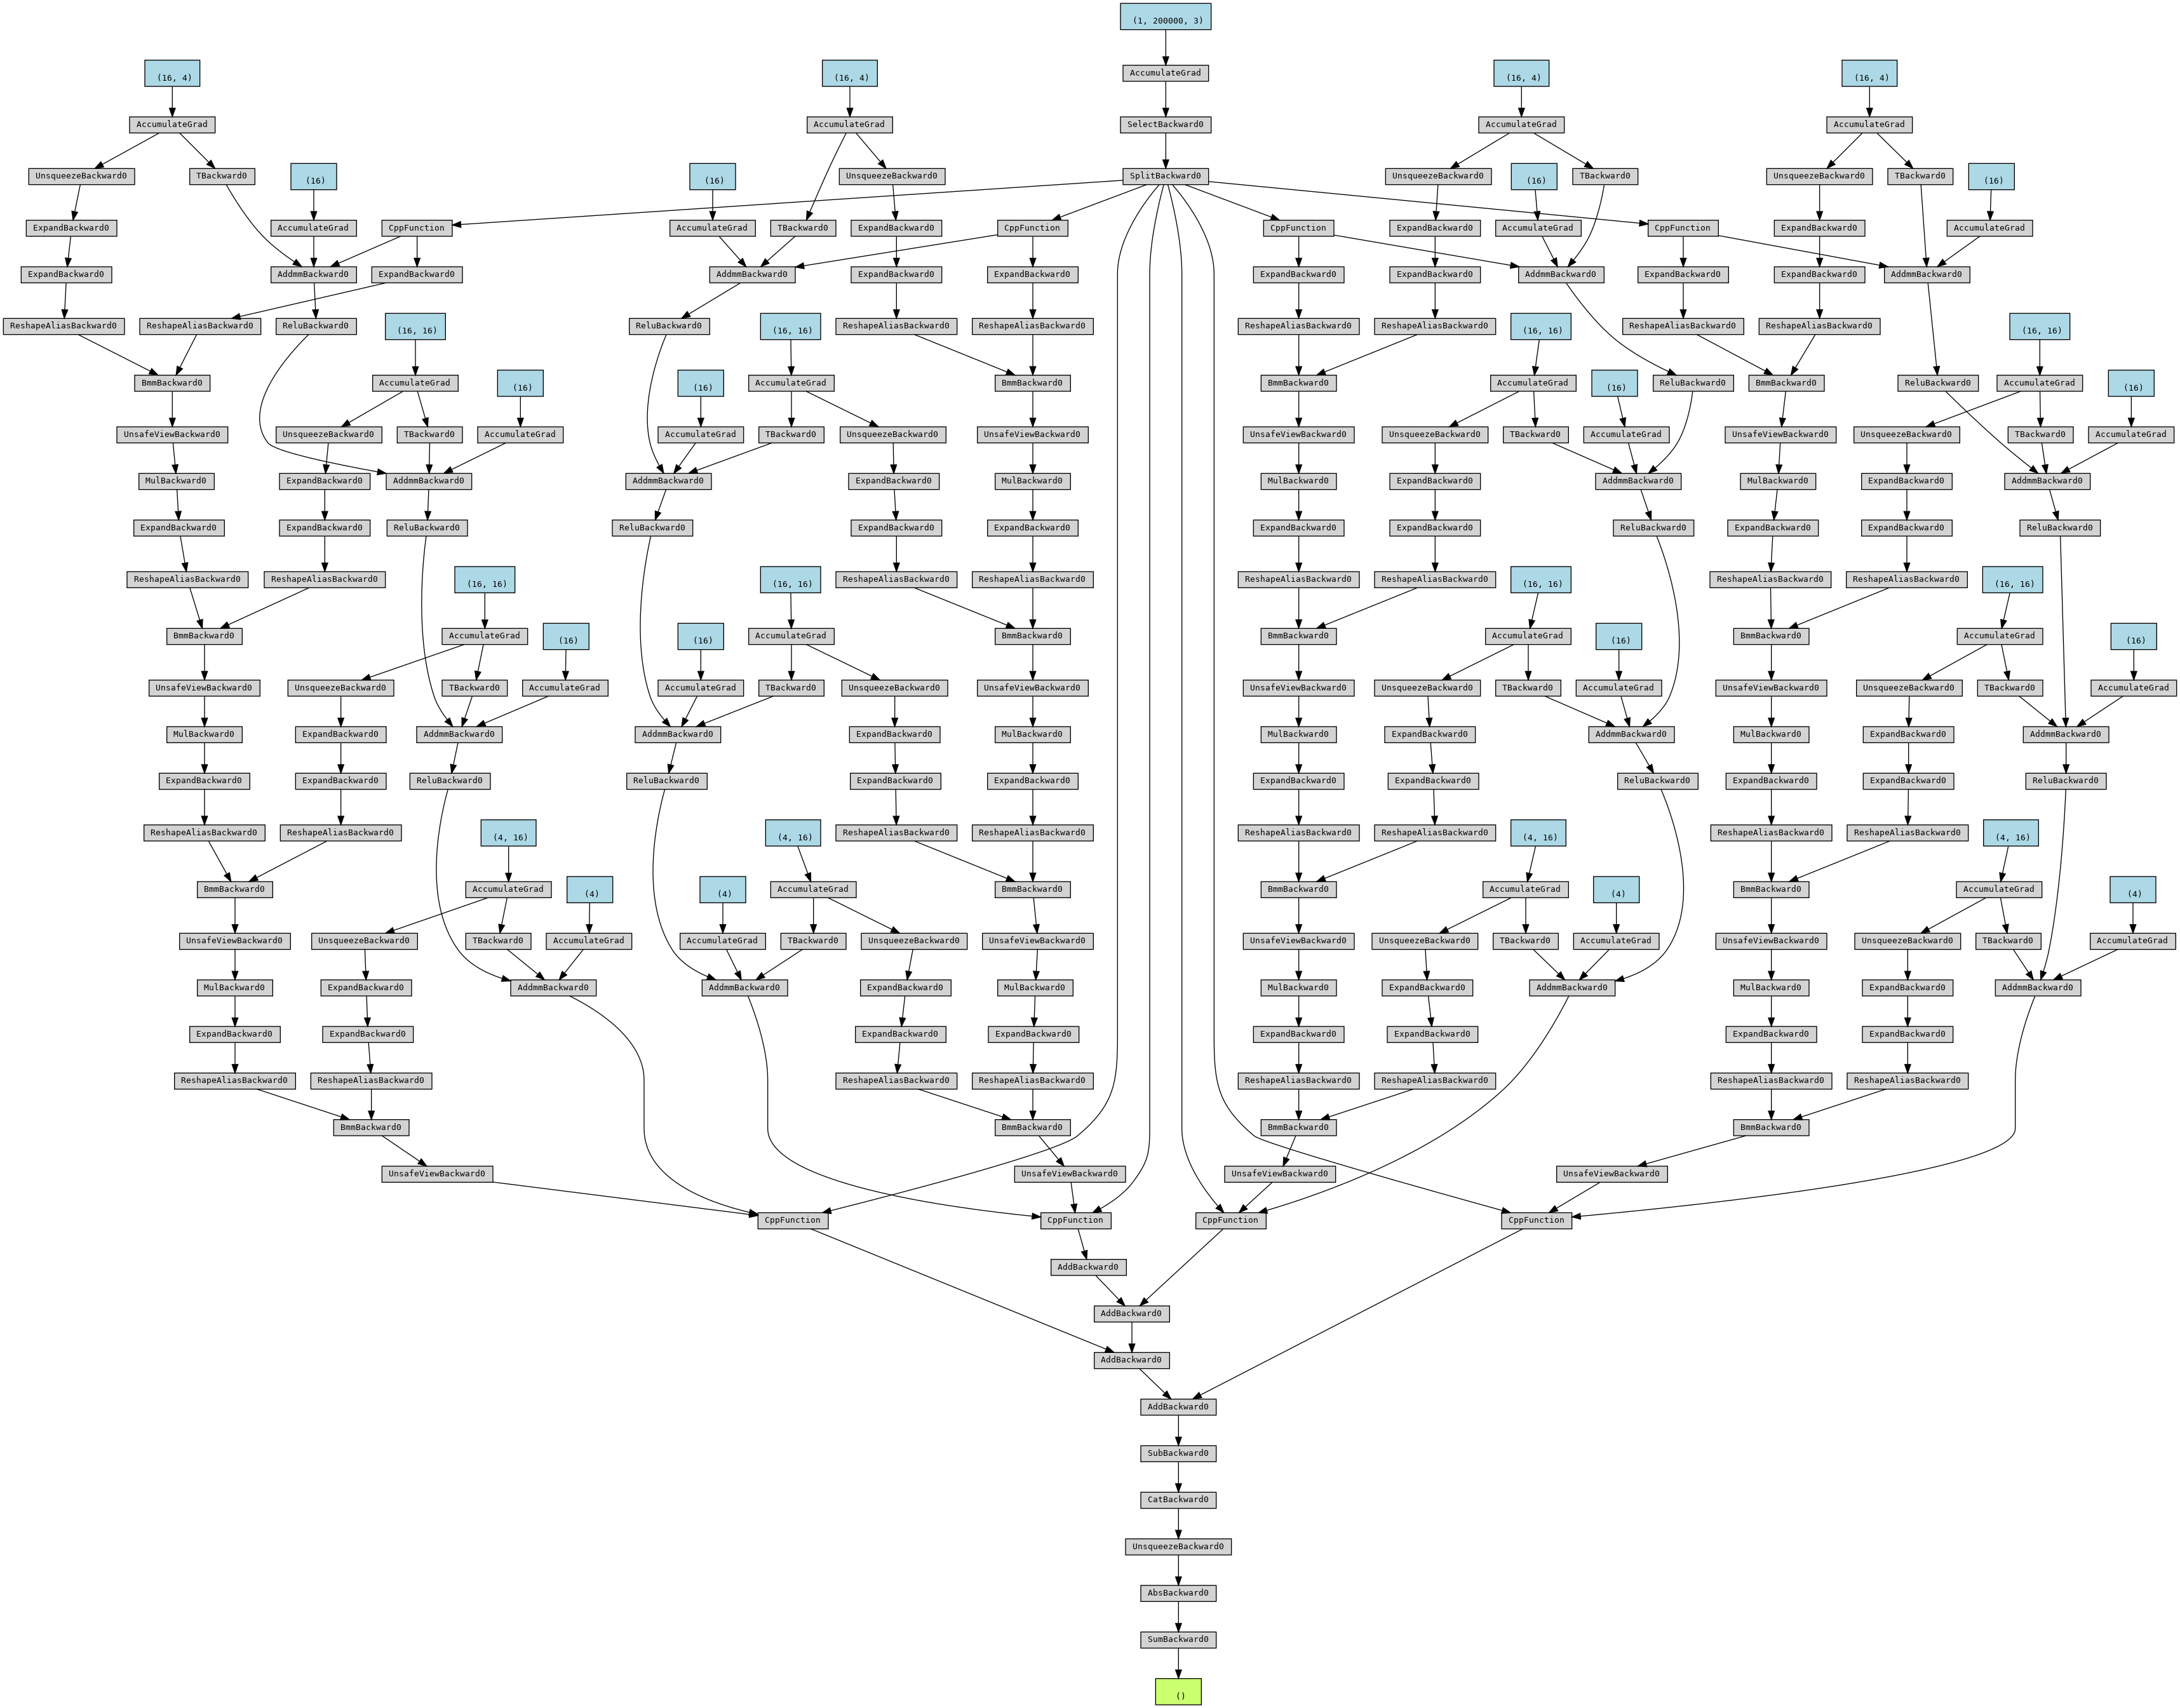 (1, 200000, 3)
(16, 4)
(16, 4)
AccumulateGrad
(16, 4)
(16, 4)
AccumulateGrad
AccumulateGrad
SelectBackward0
AccumulateGrad
AccumulateGrad
UnsqueezeBackward0
TBackward0
(16)
(16)
UnsqueezeBackward0
SplitBackward0
UnsqueezeBackward0
(16)
TBackward0
UnsqueezeBackward0
TBackward0
(16)
ExpandBackward0
AccumulateGrad
CppFunction
AccumulateGrad
TBackward0
ExpandBackward0
CppFunction
CppFunction
ExpandBackward0
AccumulateGrad
CppFunction
ExpandBackward0
AccumulateGrad
ExpandBackward0
AddmmBackward0
ExpandBackward0
AddmmBackward0
ExpandBackward0
ExpandBackward0
ExpandBackward0
ExpandBackward0
AddmmBackward0
ExpandBackward0
ExpandBackward0
AddmmBackward0
ReshapeAliasBackward0
ReshapeAliasBackward0
ReluBackward0
(16, 16)
ReluBackward0
(16, 16)
ReshapeAliasBackward0
ReshapeAliasBackward0
ReshapeAliasBackward0
ReshapeAliasBackward0
(16, 16)
ReshapeAliasBackward0
ReshapeAliasBackward0
(16, 16)
BmmBackward0
AccumulateGrad
(16)
(16)
AccumulateGrad
BmmBackward0
BmmBackward0
AccumulateGrad
(16)
ReluBackward0
BmmBackward0
ReluBackward0
AccumulateGrad
(16)
UnsafeViewBackward0
UnsqueezeBackward0
TBackward0
AccumulateGrad
AccumulateGrad
TBackward0
UnsqueezeBackward0
UnsafeViewBackward0
UnsafeViewBackward0
UnsqueezeBackward0
TBackward0
AccumulateGrad
UnsafeViewBackward0
UnsqueezeBackward0
TBackward0
AccumulateGrad
MulBackward0
ExpandBackward0
AddmmBackward0
AddmmBackward0
ExpandBackward0
MulBackward0
MulBackward0
ExpandBackward0
AddmmBackward0
MulBackward0
ExpandBackward0
AddmmBackward0
ExpandBackward0
ExpandBackward0
ReluBackward0
ReluBackward0
ExpandBackward0
ExpandBackward0
ExpandBackward0
ExpandBackward0
ReluBackward0
ExpandBackward0
ExpandBackward0
ReluBackward0
ReshapeAliasBackward0
ReshapeAliasBackward0
(16, 16)
(16, 16)
ReshapeAliasBackward0
ReshapeAliasBackward0
ReshapeAliasBackward0
ReshapeAliasBackward0
(16, 16)
ReshapeAliasBackward0
ReshapeAliasBackward0
(16, 16)
BmmBackward0
AccumulateGrad
(16)
(16)
AccumulateGrad
BmmBackward0
BmmBackward0
AccumulateGrad
(16)
BmmBackward0
AccumulateGrad
(16)
UnsafeViewBackward0
UnsqueezeBackward0
TBackward0
AccumulateGrad
AccumulateGrad
TBackward0
UnsqueezeBackward0
UnsafeViewBackward0
UnsafeViewBackward0
UnsqueezeBackward0
TBackward0
AccumulateGrad
UnsafeViewBackward0
UnsqueezeBackward0
TBackward0
AccumulateGrad
MulBackward0
ExpandBackward0
AddmmBackward0
AddmmBackward0
ExpandBackward0
MulBackward0
MulBackward0
ExpandBackward0
AddmmBackward0
MulBackward0
ExpandBackward0
AddmmBackward0
ExpandBackward0
ExpandBackward0
ReluBackward0
ReluBackward0
ExpandBackward0
ExpandBackward0
ExpandBackward0
ExpandBackward0
ReluBackward0
ExpandBackward0
ExpandBackward0
ReluBackward0
ReshapeAliasBackward0
ReshapeAliasBackward0
(4, 16)
(4, 16)
ReshapeAliasBackward0
ReshapeAliasBackward0
ReshapeAliasBackward0
ReshapeAliasBackward0
(4, 16)
ReshapeAliasBackward0
ReshapeAliasBackward0
(4, 16)
BmmBackward0
AccumulateGrad
(4)
(4)
AccumulateGrad
BmmBackward0
BmmBackward0
AccumulateGrad
(4)
BmmBackward0
AccumulateGrad
(4)
UnsafeViewBackward0
UnsqueezeBackward0
TBackward0
AccumulateGrad
AccumulateGrad
TBackward0
UnsqueezeBackward0
UnsafeViewBackward0
UnsafeViewBackward0
UnsqueezeBackward0
TBackward0
AccumulateGrad
UnsafeViewBackward0
UnsqueezeBackward0
TBackward0
AccumulateGrad
MulBackward0
ExpandBackward0
AddmmBackward0
AddmmBackward0
ExpandBackward0
MulBackward0
MulBackward0
ExpandBackward0
AddmmBackward0
MulBackward0
ExpandBackward0
AddmmBackward0
ExpandBackward0
ExpandBackward0
ExpandBackward0
ExpandBackward0
ExpandBackward0
ExpandBackward0
ExpandBackward0
ExpandBackward0
ReshapeAliasBackward0
ReshapeAliasBackward0
ReshapeAliasBackward0
ReshapeAliasBackward0
ReshapeAliasBackward0
ReshapeAliasBackward0
ReshapeAliasBackward0
ReshapeAliasBackward0
BmmBackward0
BmmBackward0
BmmBackward0
BmmBackward0
UnsafeViewBackward0
UnsafeViewBackward0
UnsafeViewBackward0
UnsafeViewBackward0
CppFunction
CppFunction
CppFunction
CppFunction
AddBackward0
AddBackward0
AddBackward0
AddBackward0
SubBackward0
CatBackward0
UnsqueezeBackward0
AbsBackward0
SumBackward0
()